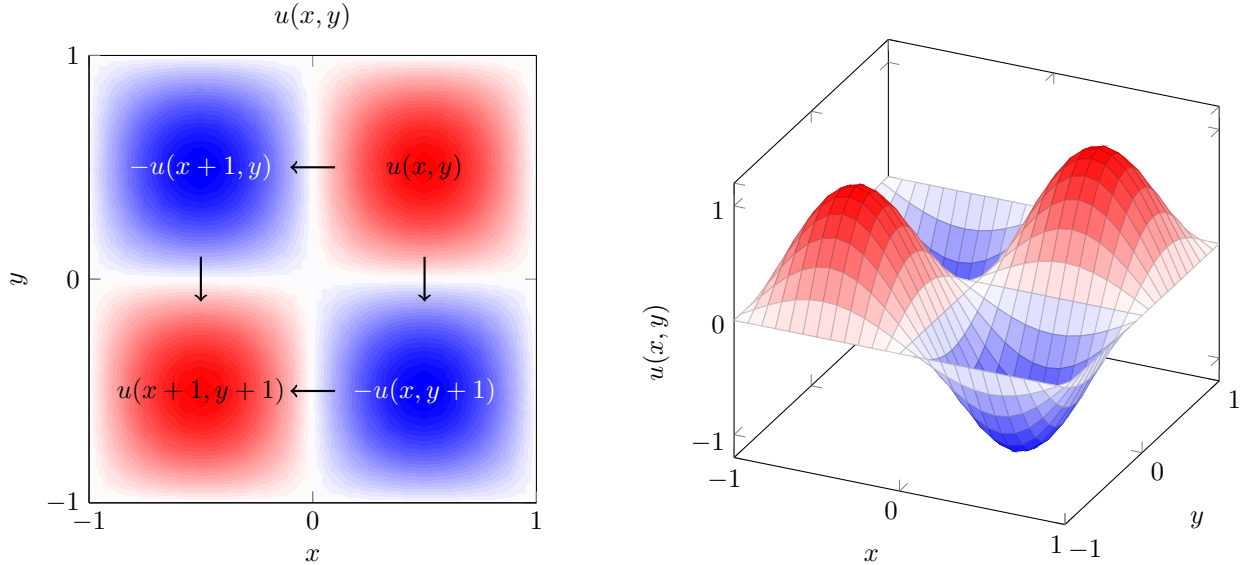 u(x, y)
1
−u(x + 1, y)
u(x, y)
y
0
u(x + 1, y + 1)
−u(x, y + 1)
−1
−1
0
1
x
1
0
−1
u(x, y)
−1
0
1
x
−1
0
1
y